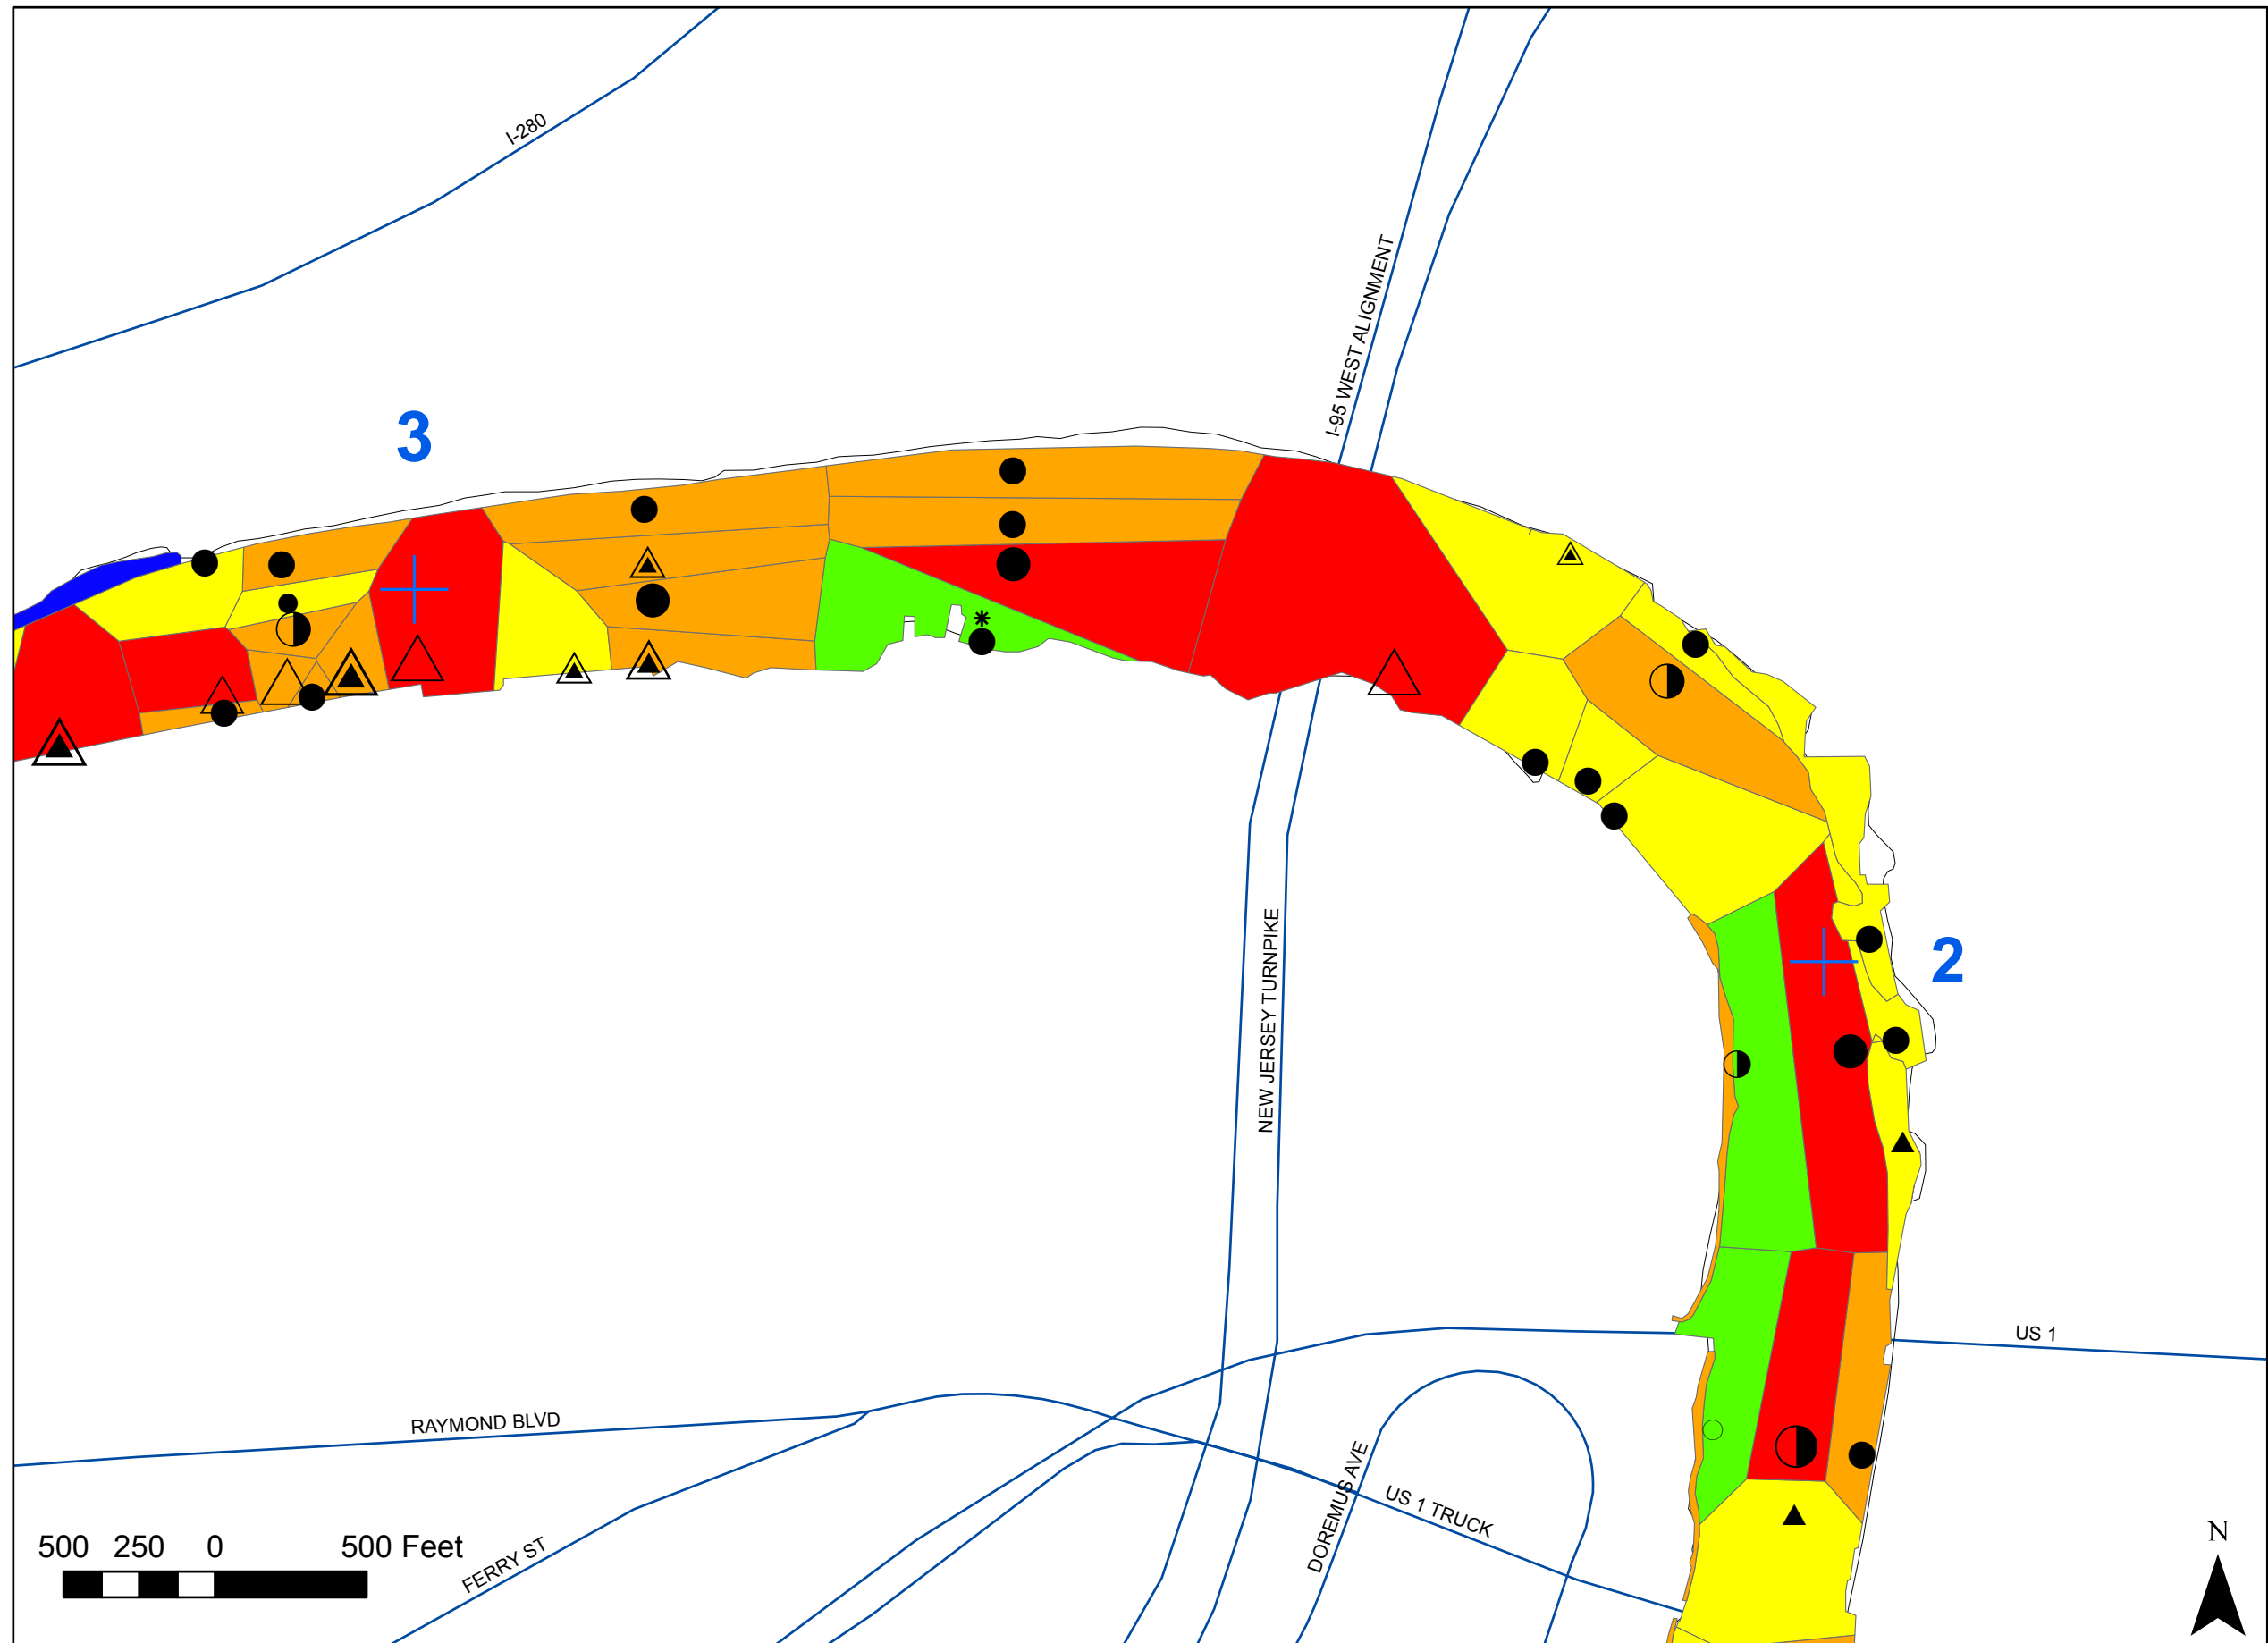 I-280
I-95 WEST ALIGNMENT
3
2
NEW JERSEY TURNPIKE
US 1
RAYMOND BLVD
DOREMUS AVE
US 1 TRUCK
FERRY ST
500 250 0 500 Feet
N